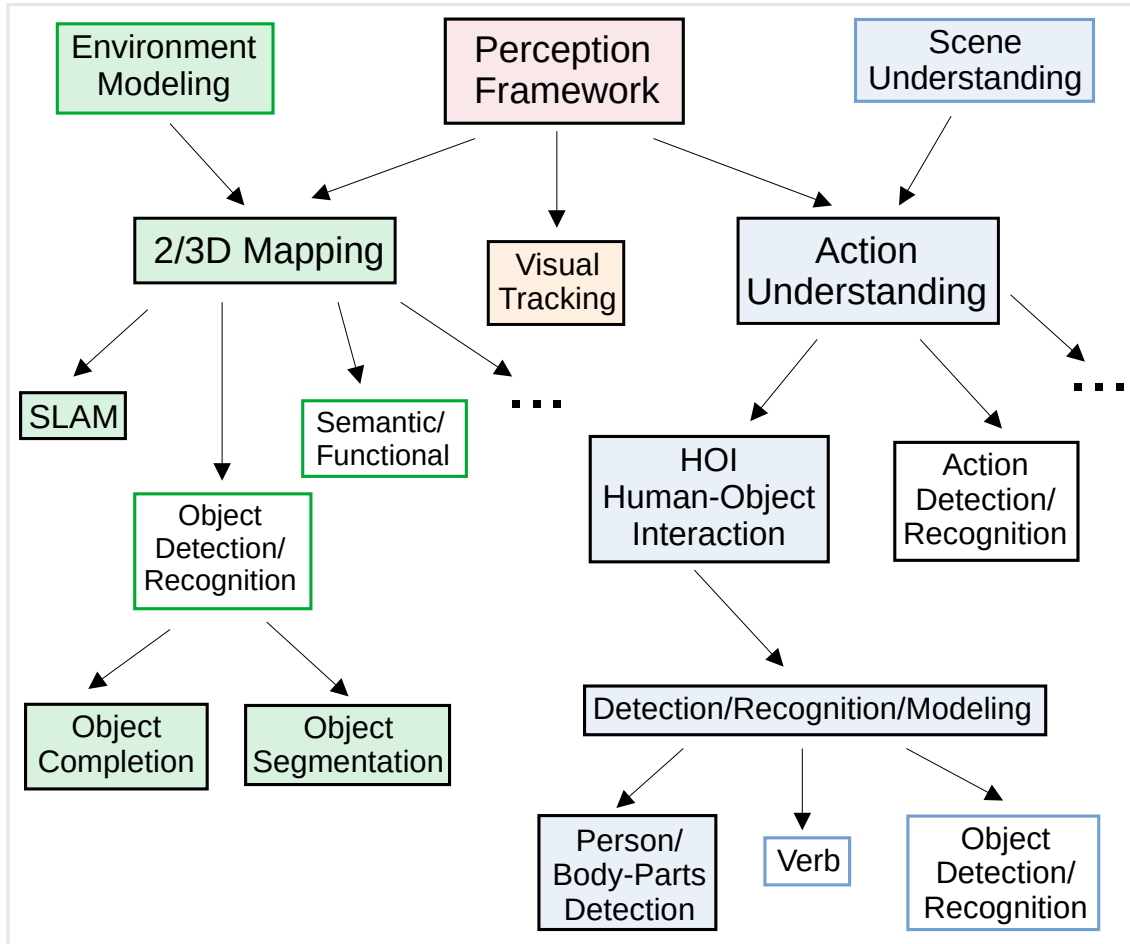 Environment
Modeling
Perception
Framework
Scene
Understanding
2/3D Mapping
Visual
Tracking
Action
Understanding
SLAM
Semantic/
Functional
...
...
HOI
Human-Object
Interaction
Action
Detection/
Recognition
Object
Detection/
Recognition
Object
Completion
Object
Segmentation
Detection/Recognition/Modeling
Person/
Body-Parts
Detection
Verb
Object
Detection/
Recognition